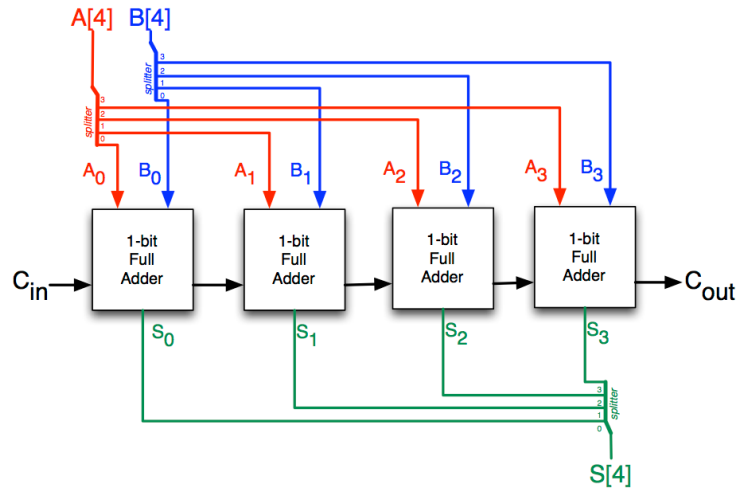 A[4] B[4]
3
2
1
0
splitter
3
2
1
0
splitter
A0 B0 A1 B1 A2 B2 A3 B3
1-bit
Full
Adder
1-bit
Full
Adder
1-bit
Full
Adder
1-bit
Full
Adder
Cin
Cout
S0 S1 S2 S3
3
2
1
0
splitter
S[4]